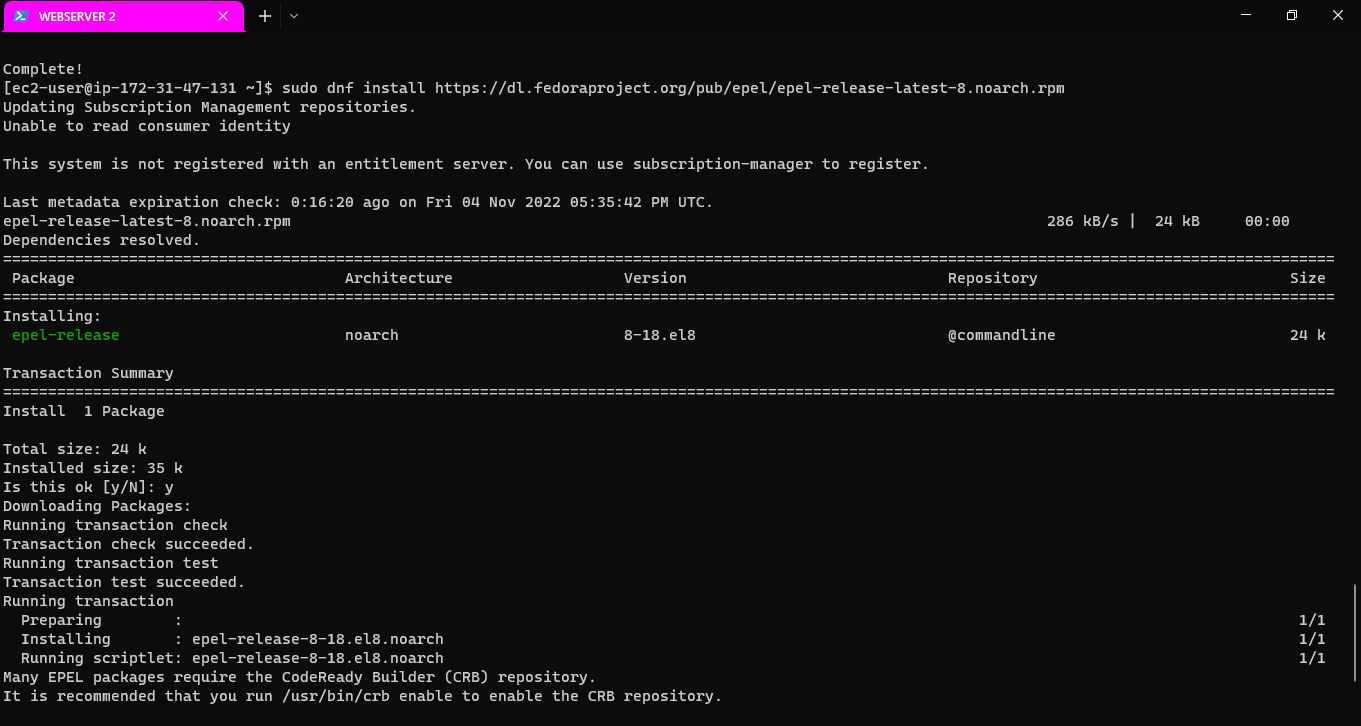 WEBSERVER 2
Complete!
[ec2-user@ip-172-31-47-131 ~]$ sudo dnf install https://dl.fedoraproject.org/pub/epel/epel-release-latest-8.noarch.rpm
Updating Subscription Management repositories.
Unable to read consumer identity
This system is not registered with an entitlement server. You can use subscription-manager to register.
Last metadata expiration check: 0:16:20 ago on Fri 04 Nov 2022 05:35:42 PM UTC.
epel-release-latest-8.noarch.rpm 286 kB/s | 24 kB 00:00
Dependencies resolved.
====================================================================================================================================================
Package Architecture Version Repository Size
====================================================================================================================================================
Installing:
epel-release noarch 8-18.el8 @commandline 24 k
Transaction Summary
====================================================================================================================================================
Install 1 Package
Total size: 24 k
Installed size: 35 k
Is this ok [y/N]: y
Downloading Packages:
Running transaction check
Transaction check succeeded.
Running transaction test
Transaction test succeeded.
Running transaction
Preparing : 1/1
Installing : epel-release-8-18.el8.noarch 1/1
Running scriptlet: epel-release-8-18.el8.noarch 1/1
Many EPEL packages require the CodeReady Builder (CRB) repository.
It is recommended that you run /usr/bin/crb enable to enable the CRB repository.